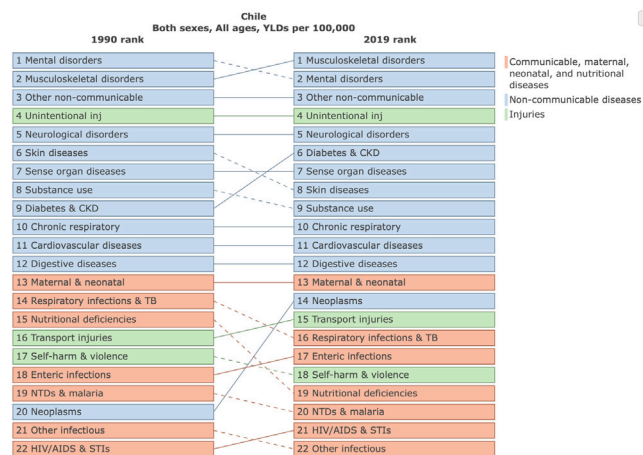 Chile
Both sexes, All ages, YLDs per 100,000
1990 rank
2019 rank
1 Mental disorders
2 Musculoskeletal disorders
3 Other non-communicable
4 Unintentional inj
5 Neurological disorders
6 Skin diseases
7 Sense organ diseases
8 Substance use
9 Diabetes & CKD
10 Chronic respiratory
11 Cardiovascular diseases
12 Digestive diseases
13 Maternal & neonatal
14 Respiratory infections & TB
15 Nutritional deficiencies
16 Transport injuries
17 Self-harm & violence
18 Enteric infections
19 NTDs & malaria
20 Neoplasms
21 Other infectious
22 HIV/AIDS & STIs
1 Musculoskeletal disorders
2 Mental disorders
3 Other non-communicable
4 Unintentional inj
5 Neurological disorders
6 Diabetes & CKD
7 Sense organ diseases
8 Skin diseases
9 Substance use
10 Chronic respiratory
11 Cardiovascular diseases
12 Digestive diseases
13 Maternal & neonatal
14 Neoplasms
15 Transport injuries
16 Respiratory infections & TB
17 Enteric infections
18 Self-harm & violence
19 Nutritional deficiencies
20 NTDs & malaria
21 HIV/AIDS & STIs
22 Other infectious
Communicable, maternal,
neonatal, and nutritional
diseases
Non-communicable diseases
Injuries